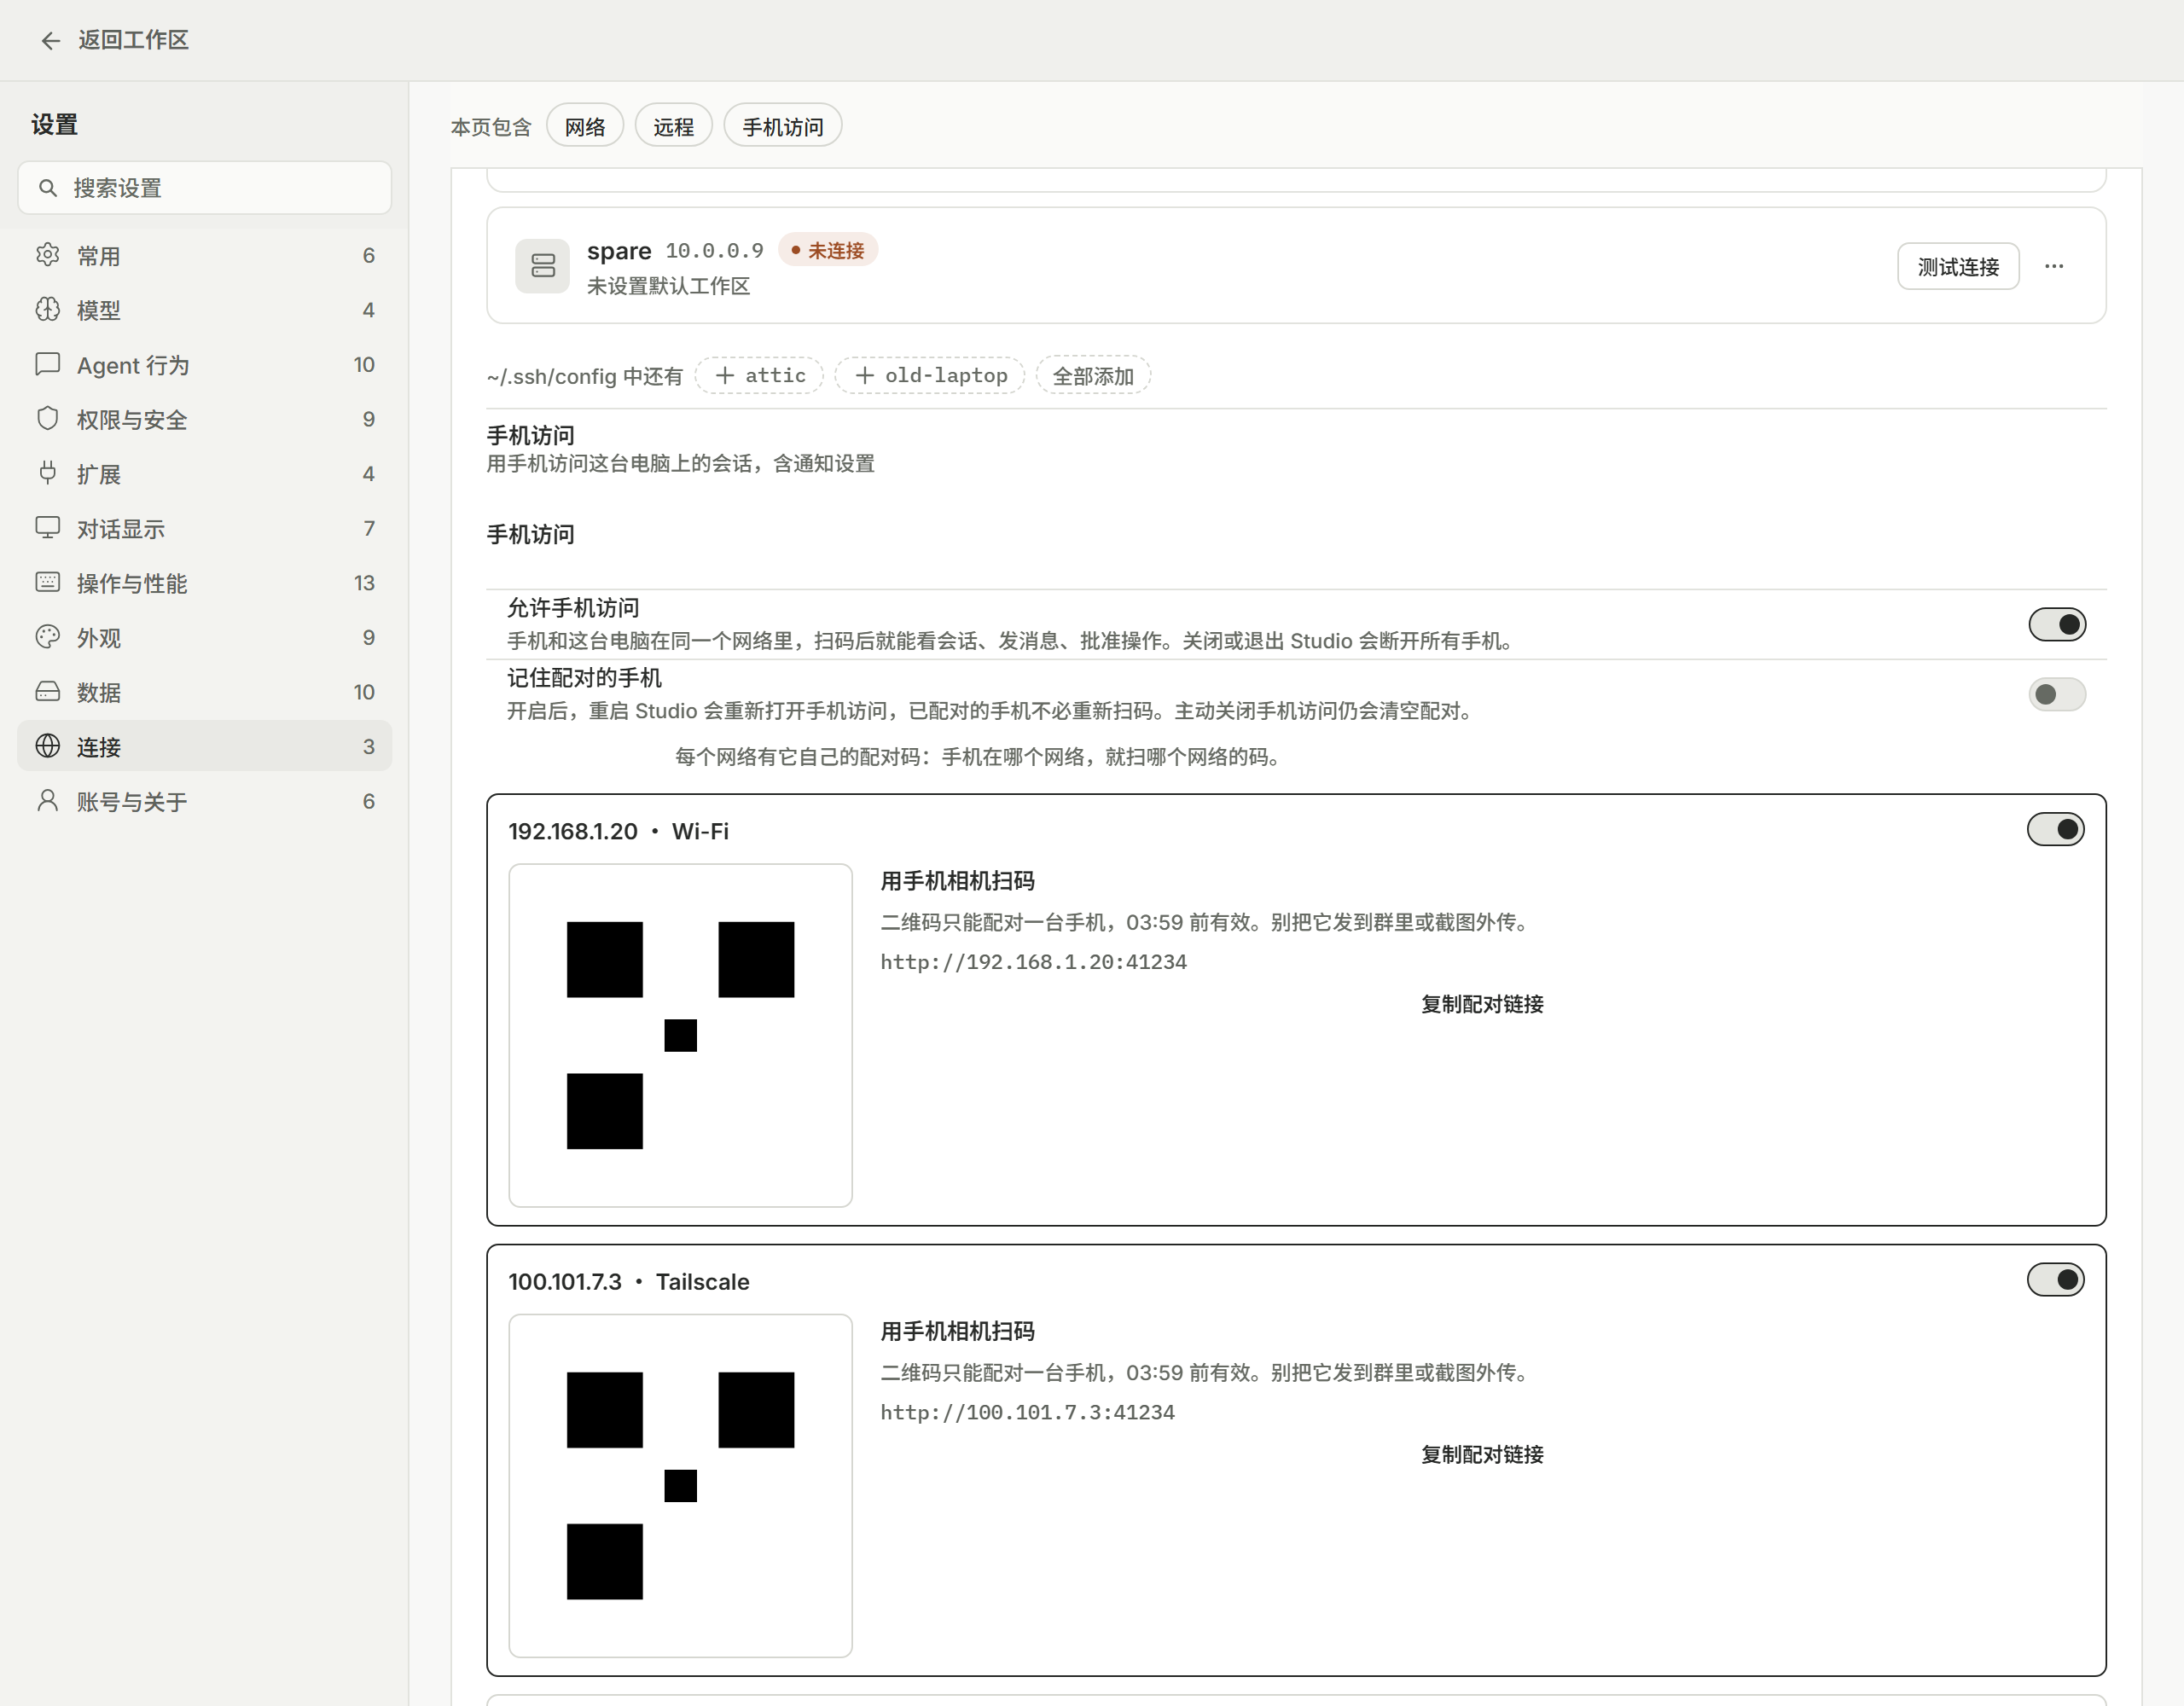 返回工作区
设置
搜索设置
常用 6
模型 4
Agent 行为 10
权限与安全 9
扩展 4
对话显示 7
操作与性能 13
外观 9
数据 10
连接 3
账号与关于 6
本页包含 网络 远程 手机访问
spare 10.0.0.9 未连接
未设置默认工作区
测试连接
~/.ssh/config 中还有 + attic + old-laptop 全部添加
手机访问
用手机访问这台电脑上的会话，含通知设置
手机访问
允许手机访问
手机和这台电脑在同一个网络里，扫码后就能看会话、发消息、批准操作。关闭或退出 Studio 会断开所有手机。
记住配对的手机
开启后，重启 Studio 会重新打开手机访问，已配对的手机不必重新扫码。主动关闭手机访问仍会清空配对。
每个网络有它自己的配对码：手机在哪个网络，就扫哪个网络的码。
192.168.1.20 · Wi-Fi
用手机相机扫码
二维码只能配对一台手机，03:59 前有效。别把它发到群里或截图外传。
http://192.168.1.20:41234
复制配对链接
100.101.7.3 · Tailscale
用手机相机扫码
二维码只能配对一台手机，03:59 前有效。别把它发到群里或截图外传。
http://100.101.7.3:41234
复制配对链接